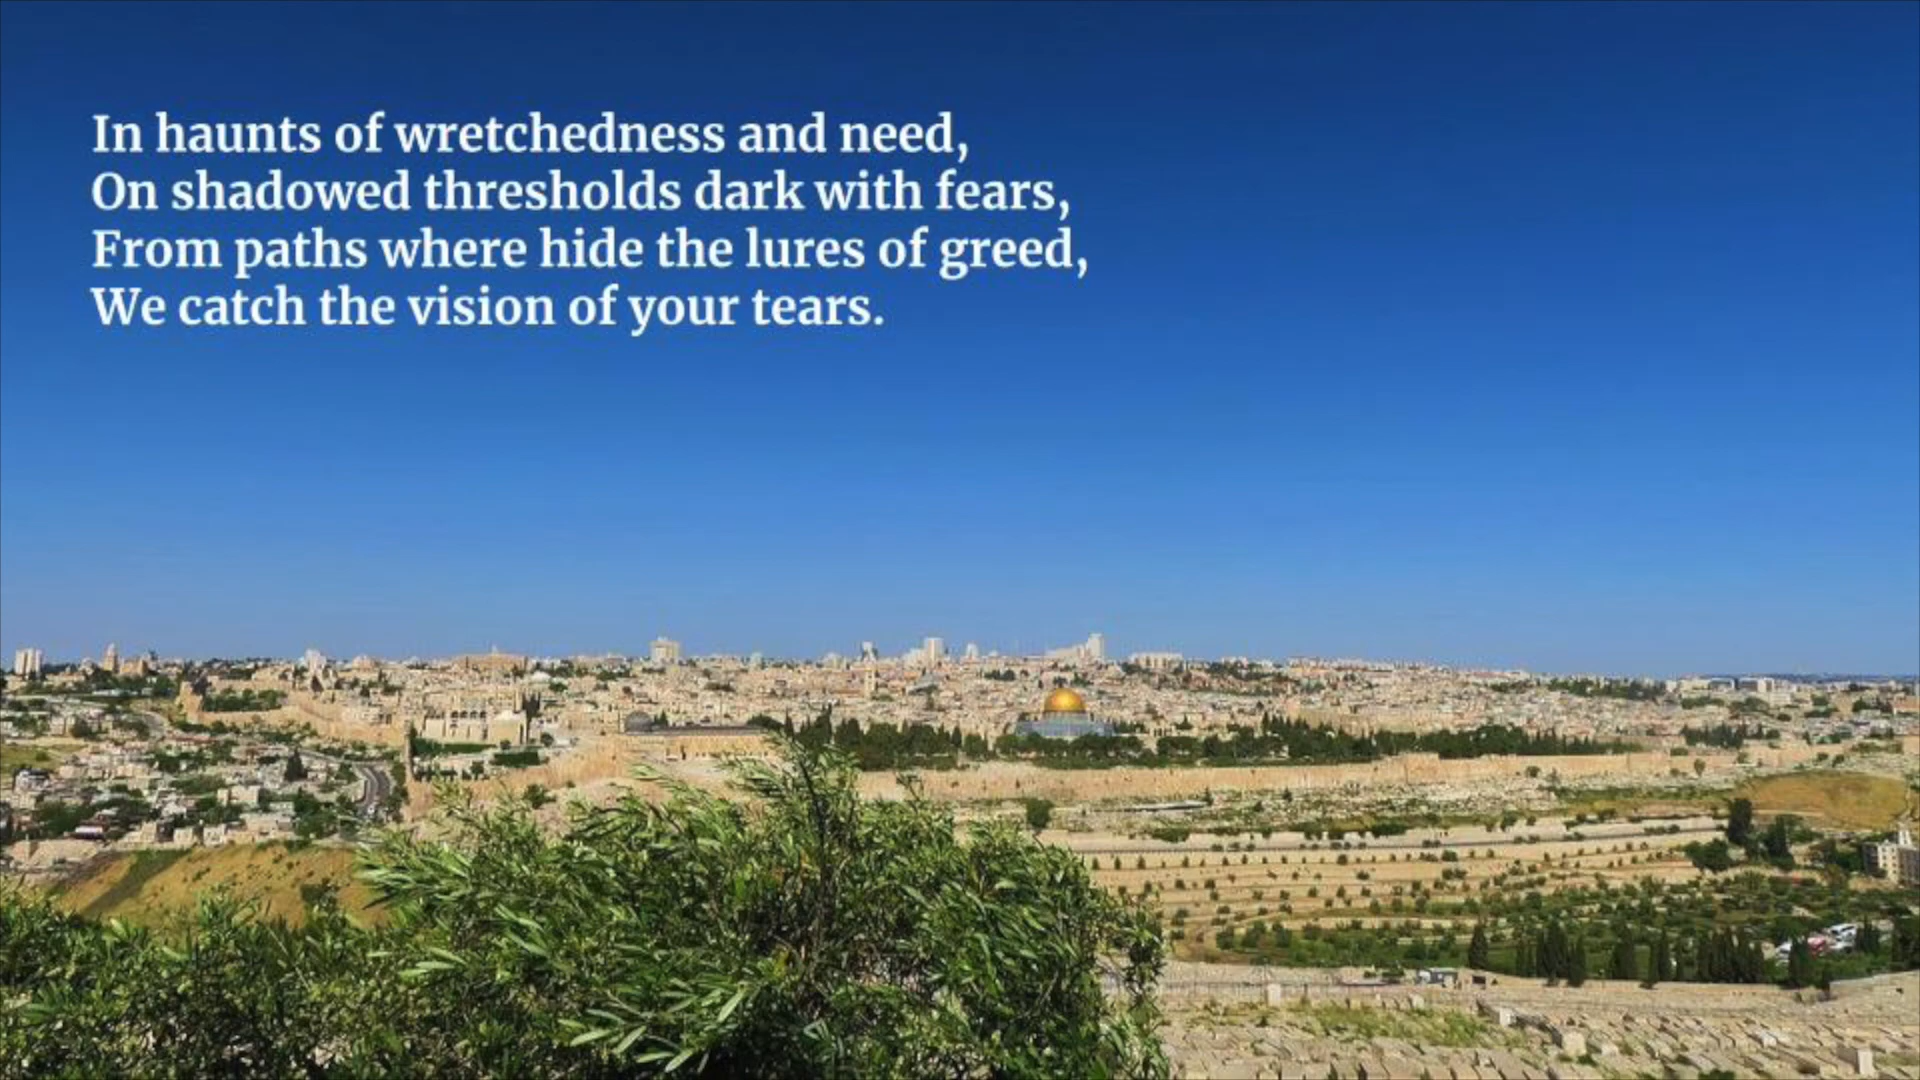 In haunts of wretchedness and need,
On shadowed thresholds dark with fears,
From paths where hide the lures of greed,
We catch the vision of your tears.